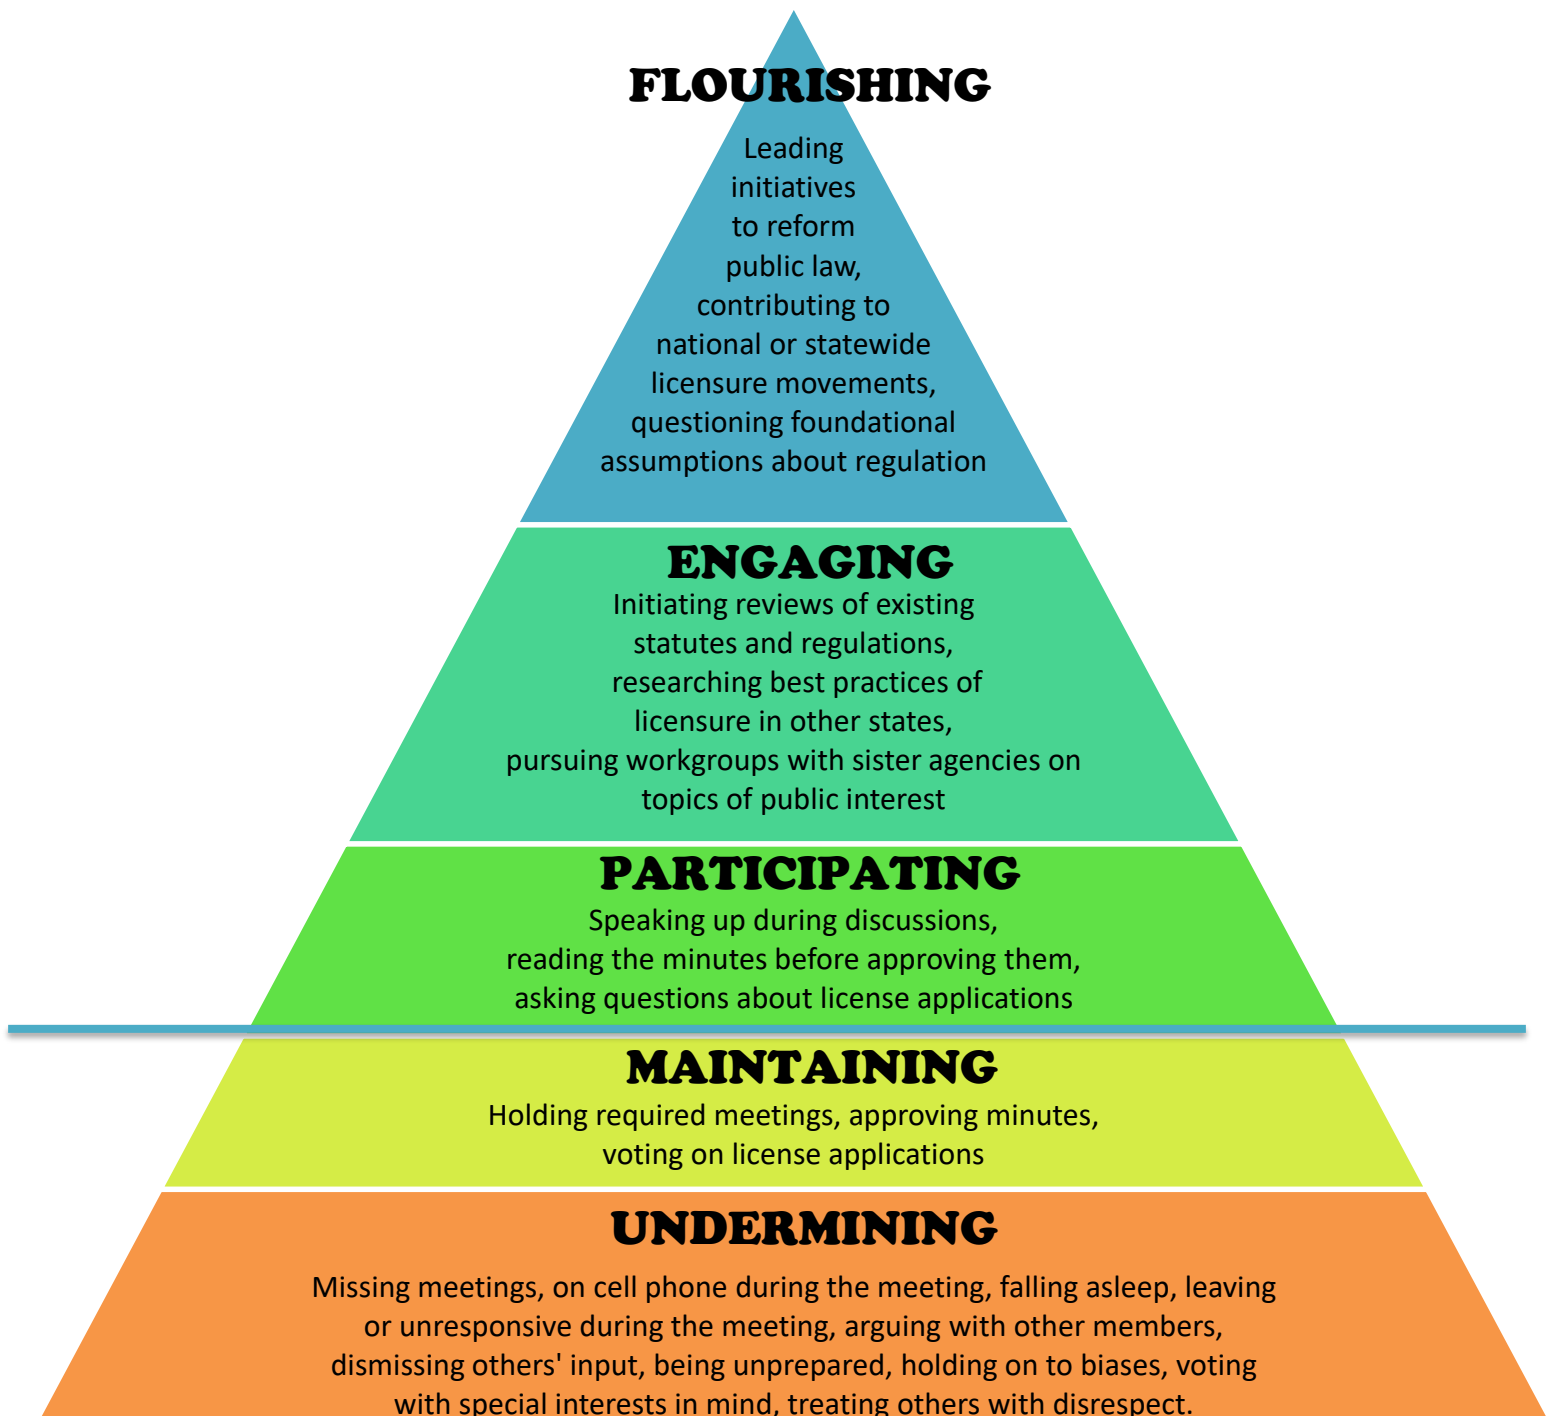 FLOURISHING
Leading
initiatives
to reform
public law,
contributing to
national or statewide
licensure movements,
questioning foundational
assumptions about regulation
ENGAGING
Initiating reviews of existing
statutes and regulations,
researching best practices of
licensure in other states,
pursuing workgroups with sister agencies on
topics of public interest
PARTICIPATING
Speaking up during discussions,
reading the minutes before approving them,
asking questions about license applications
MAINTAINING
Holding required meetings, approving minutes,
voting on license applications
UNDERMINING
Missing meetings, on cell phone during the meeting, falling asleep, leaving
or unresponsive during the meeting, arguing with other members,
dismissing others' input, being unprepared, holding on to biases, voting
with special interests in mind, treating others with disrespect.